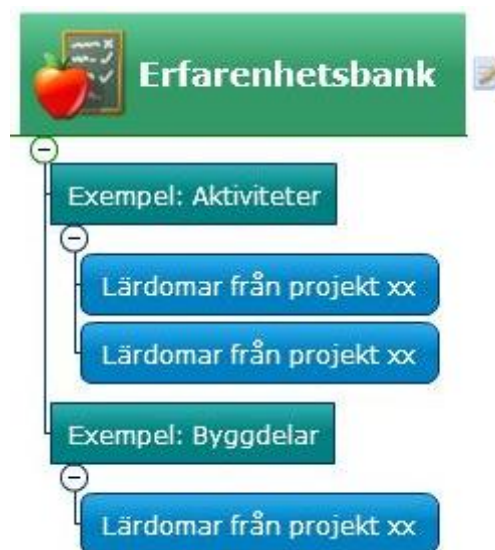 Erfarenhetsbank
Exempel: Aktiviteter
Lärdomar från projekt xx
Lärdomar från projekt xx
Exempel: Byggdelar
Lärdomar från projekt xx